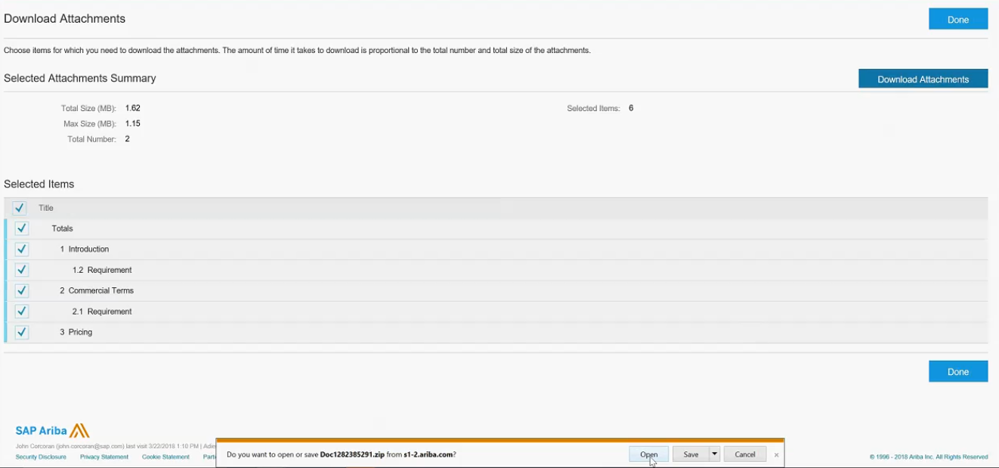 Download Attachments
Done
Choose items for which you need to download the attachments. The amount of time it takes to download is proportional to the total number and total size of the attachments.
Selected Attachments Summary
Download Attachments
Total Size (MB): 1.62
Selected Items: 6
Max Size (MB): 1.15
Total Number: 2
Selected Items
Title
Totals
1 Introduction
1.2 Requirement
2 Commercial Terms
2.1 Requirement
3 Pricing
Done
SAP Ariba
John Corcoran (john.corcoran@sap.com) last visit 3/22/2018 1:10 PM |
Security Disclosure Privacy Statement Cookie Statement
Do you want to open or save Doc1282385291.zip from s1-2.ariba.com?
Open Save Cancel ×
© 1996 - 2018 Ariba Inc. All Rights Reserved